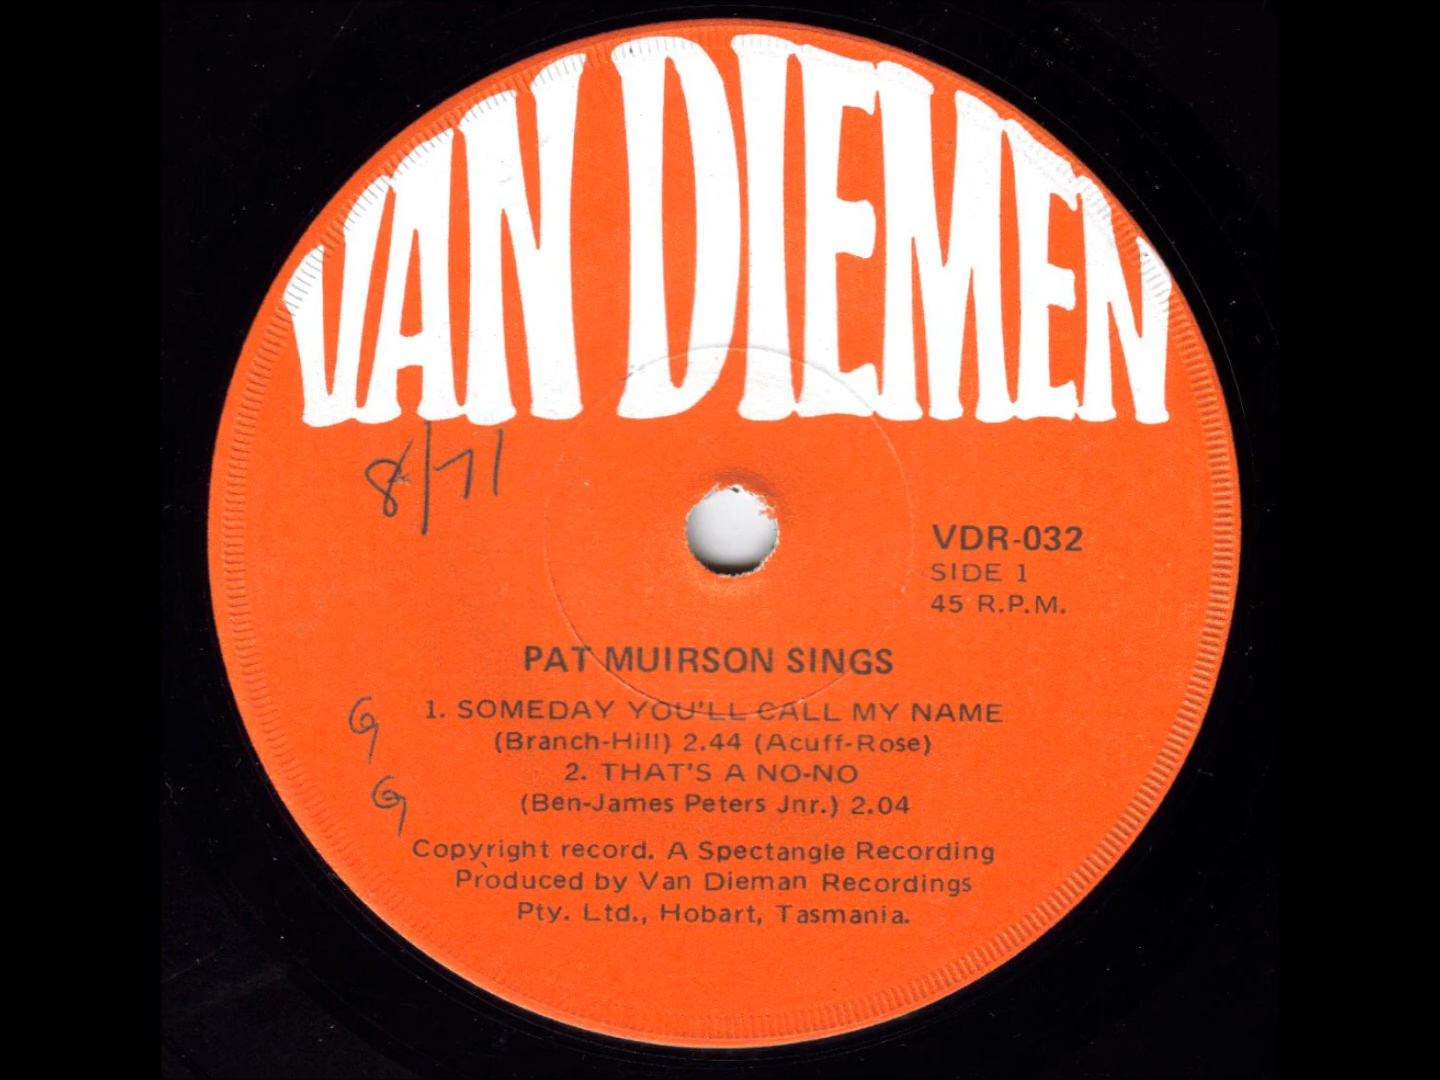 VAN DIEMEN
8/71
VDR-032
SIDE 1
45 R.P.M.
PAT MUIRSON SINGS
1. SOMEDAY YOU'LL CALL MY NAME
(Branch-Hill) 2.44 (Acuff-Rose)
2. THAT'S A NO-NO
(Ben-James Peters Jnr.) 2.04
G
G
Copyright record. A Spectangle Recording
Produced by Van Dieman Recordings
Pty. Ltd., Hobart, Tasmania.